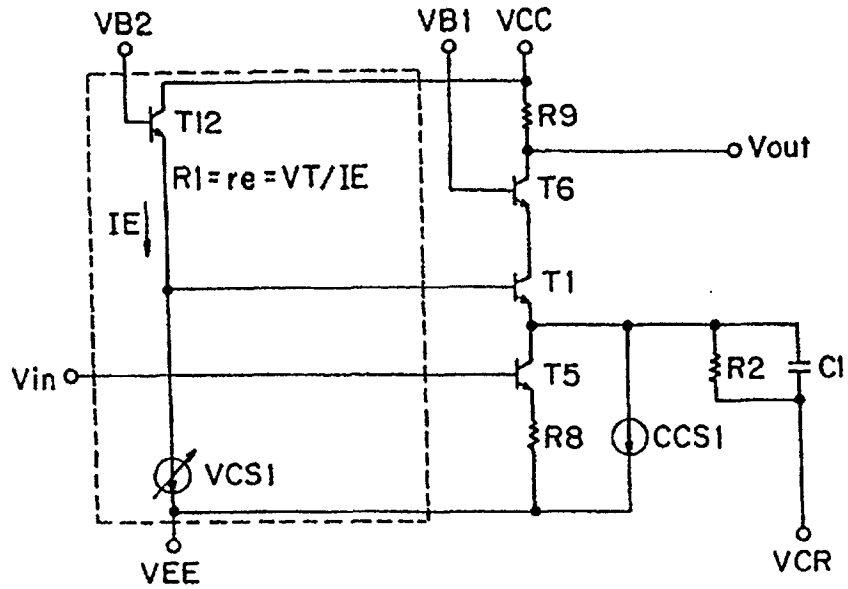 VB2
VB1
VCC
T12
R9
Vout
R1=re=VT/IE
T6
IE
T1
Vin
T5
R2
C1
R8
CCS1
VCS1
VEE
VCR